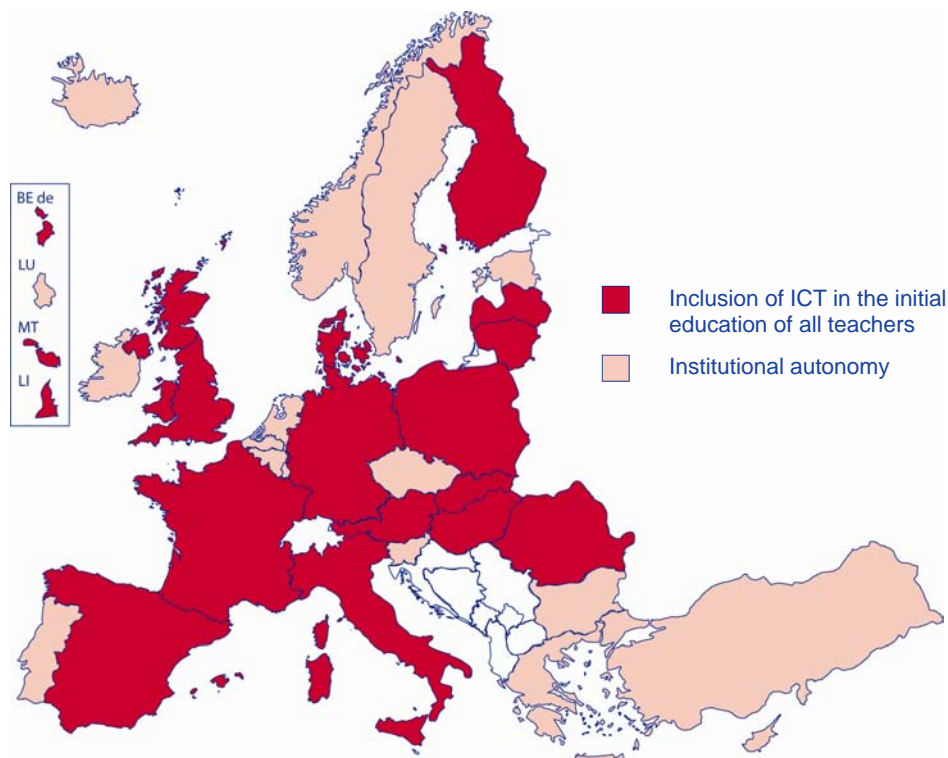 BE de
LU
MT
LI
Inclusion of ICT in the initial
education of all teachers
Institutional autonomy